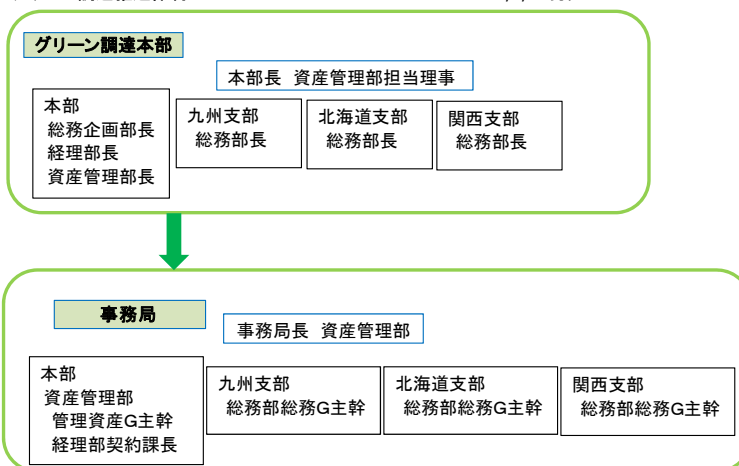 グリーン調達本部
本部長 資産管理部担当理事
本部
総務企画部長
経理部長
資産管理部長
九州支部
総務部長
北海道支部
総務部長
関西支部
総務部長
事務局
事務局長 資産管理部
本部
資産管理部
管理資産G主幹
経理部契約課長
九州支部
総務部総務G主幹
北海道支部
総務部総務G主幹
関西支部
総務部総務G主幹